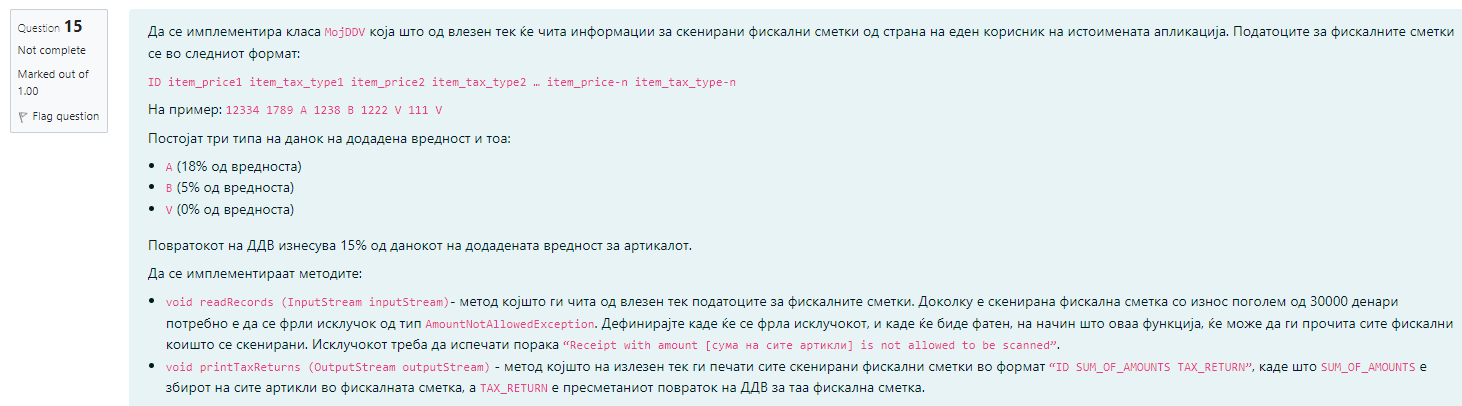 Question 15
Not complete
Marked out of
1.00
Flag question
Да се имплементира класа MojDDV која што од влезен тек ќе чита информации за скенирани фискални сметки од страна на еден корисник на истоимената апликација. Податоците за фискалните сметки
се во следниот формат:
ID item_price1 item_tax_type1 item_price2 item_tax_type2 … item_price-n item_tax_type-n
На пример: 12334 1789 A 1238 B 1222 V 111 V
Постојат три типа на данок на додадена вредност и тоа:
• A (18% од вредноста)
• B (5% од вредноста)
• V (0% од вредноста)
Повратокот на ДДВ изнесува 15% од данокот на додадената вредност за артикалот.
Да се имплементираат методите:
• void readRecords (InputStream inputStream)- метод којшто ги чита од влезен тек податоците за фискалните сметки. Доколку е скенирана фискална сметка со износ поголем од 30000 денари
потребно е да се фрли исклучок од тип AmountNotAllowedException. Дефинирајте каде ќе се фрла исклучокот, и каде ќе биде фатен, на начин што оваа функција, ќе може да ги прочита сите фискални
коишто се скенирани. Исклучокот треба да испечати порака “Receipt with amount [сума на сите артикли] is not allowed to be scanned”.
• void printTaxReturns (OutputStream outputStream) - метод којшто на излезен тек ги печати сите скенирани фискални сметки во формат “ID SUM_OF_AMOUNTS TAX_RETURN”, каде што SUM_OF_AMOUNTS е
збирот на сите артикли во фискалната сметка, а TAX_RETURN е пресметаниот повраток на ДДВ за таа фискална сметка.